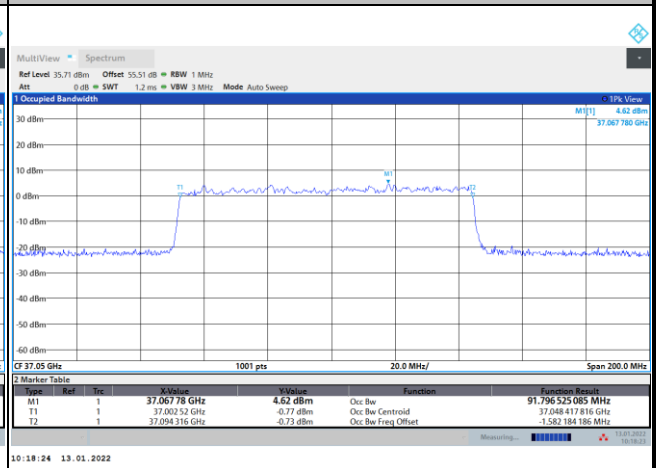 MultiView Spectrum
Ref Level 35.71 dBm Offset 55.51 dB RBW 1 MHz
Att 0 dB SWT 1.2 ms VBW 3 MHz Mode Auto Sweep
1 Occupied Bandwidth 1Pk View
M1[1] 4.62 dBm
37.067 780 GHz
30 dBm
20 dBm
10 dBm
M1
T1 T2
0 dBm
-10 dBm
-20 dBm
-30 dBm
-40 dBm
-50 dBm
-60 dBm
CF 37.05 GHz 1001 pts 20.0 MHz/ Span 200.0 MHz
2 Marker Table
Type Ref Trc X-Value Y-Value Function Function Result
M1 1 37.067 78 GHz 4.62 dBm Occ Bw 91.796 525 085 MHz
T1 1 37.002 52 GHz -0.77 dBm Occ Bw Centroid 37.048 417 816 GHz
T2 1 37.094 316 GHz -0.73 dBm Occ Bw Freq Offset -1.582 184 186 MHz
Measuring... 13.01.2022
10:18:23
10:18:24 13.01.2022